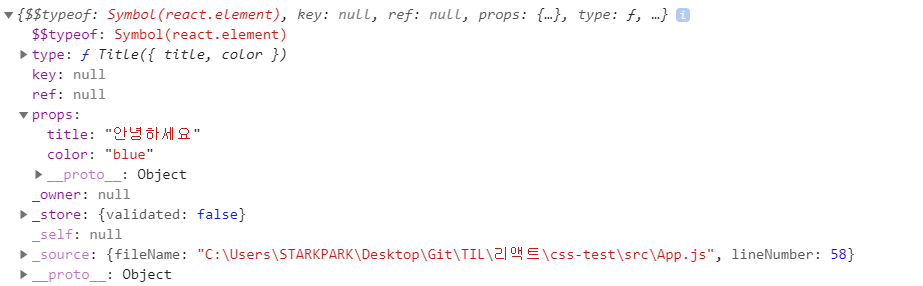 {$$typeof: Symbol(react.element), key: null, ref: null, props: {…}, type: ƒ, …} i
$$typeof: Symbol(react.element)
type: ƒ Title({ title, color })
key: null
ref: null
props:
title: "안녕하세요"
color: "blue"
__proto__: Object
_owner: null
_store: {validated: false}
_self: null
_source: {fileName: "C:\Users\STARKPARK\Desktop\Git\TIL\리액트\css-test\src\App.js", lineNumber: 58}
__proto__: Object